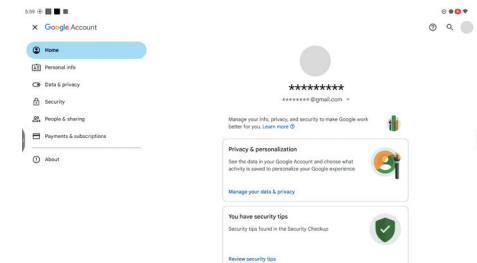 5:09
Google Account
Home
Personal info
Data & privacy
Security
People & sharing
Payments & subscriptions
About
*********
********@gmail.com
Manage your info, privacy, and security to make Google work
better for you. Learn more
Privacy & personalization
See the data in your Google Account and choose what
activity is saved to personalize your Google experience
Manage your data & privacy
You have security tips
Security tips found in the Security Checkup
Review security tips